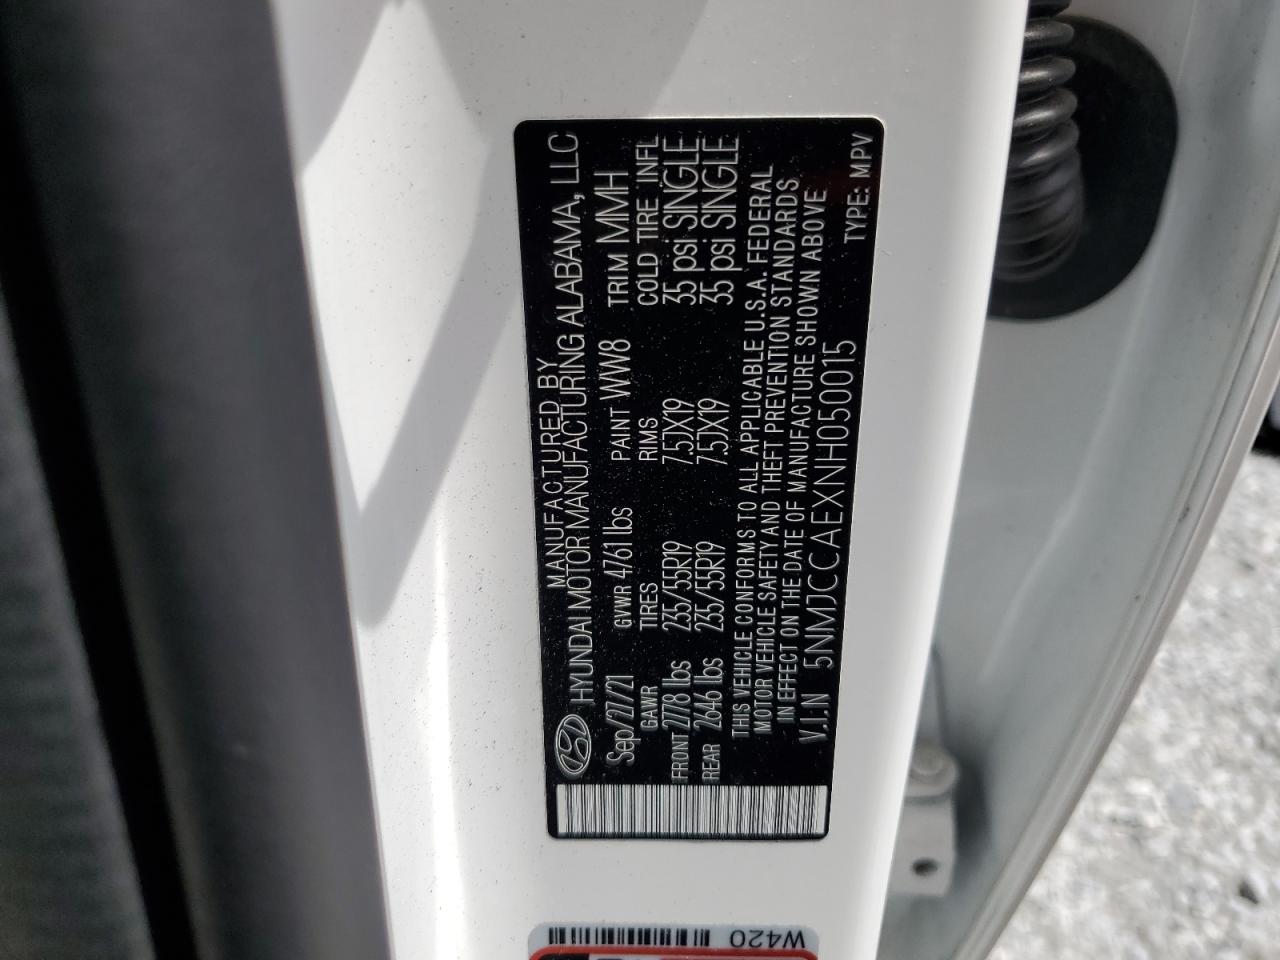 MANUFACTURED BY
HYUNDAI MOTOR MANUFACTURING ALABAMA, LLC
Sep/27/21 GVWR 4761 lbs PAINT WW8 TRIM MMH
GAWR TIRES RIMS COLD TIRE INFL
FRONT 2778 lbs 235/55R19 7.5JX19 35 psi SINGLE
REAR 2646 lbs 235/55R19 7.5JX19 35 psi SINGLE
THIS VEHICLE CONFORMS TO ALL APPLICABLE U.S.A. FEDERAL
MOTOR VEHICLE SAFETY AND THEFT PREVENTION STANDARDS
IN EFFECT ON THE DATE OF MANUFACTURE SHOWN ABOVE
V.I.N 5NMJCCAEXNH050015
TYPE: MPV
W420